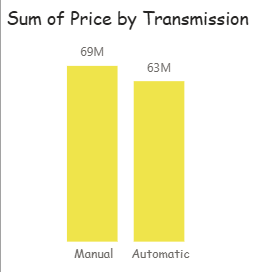 Sum of Price by Transmission
69M
63M
Manual
Automatic